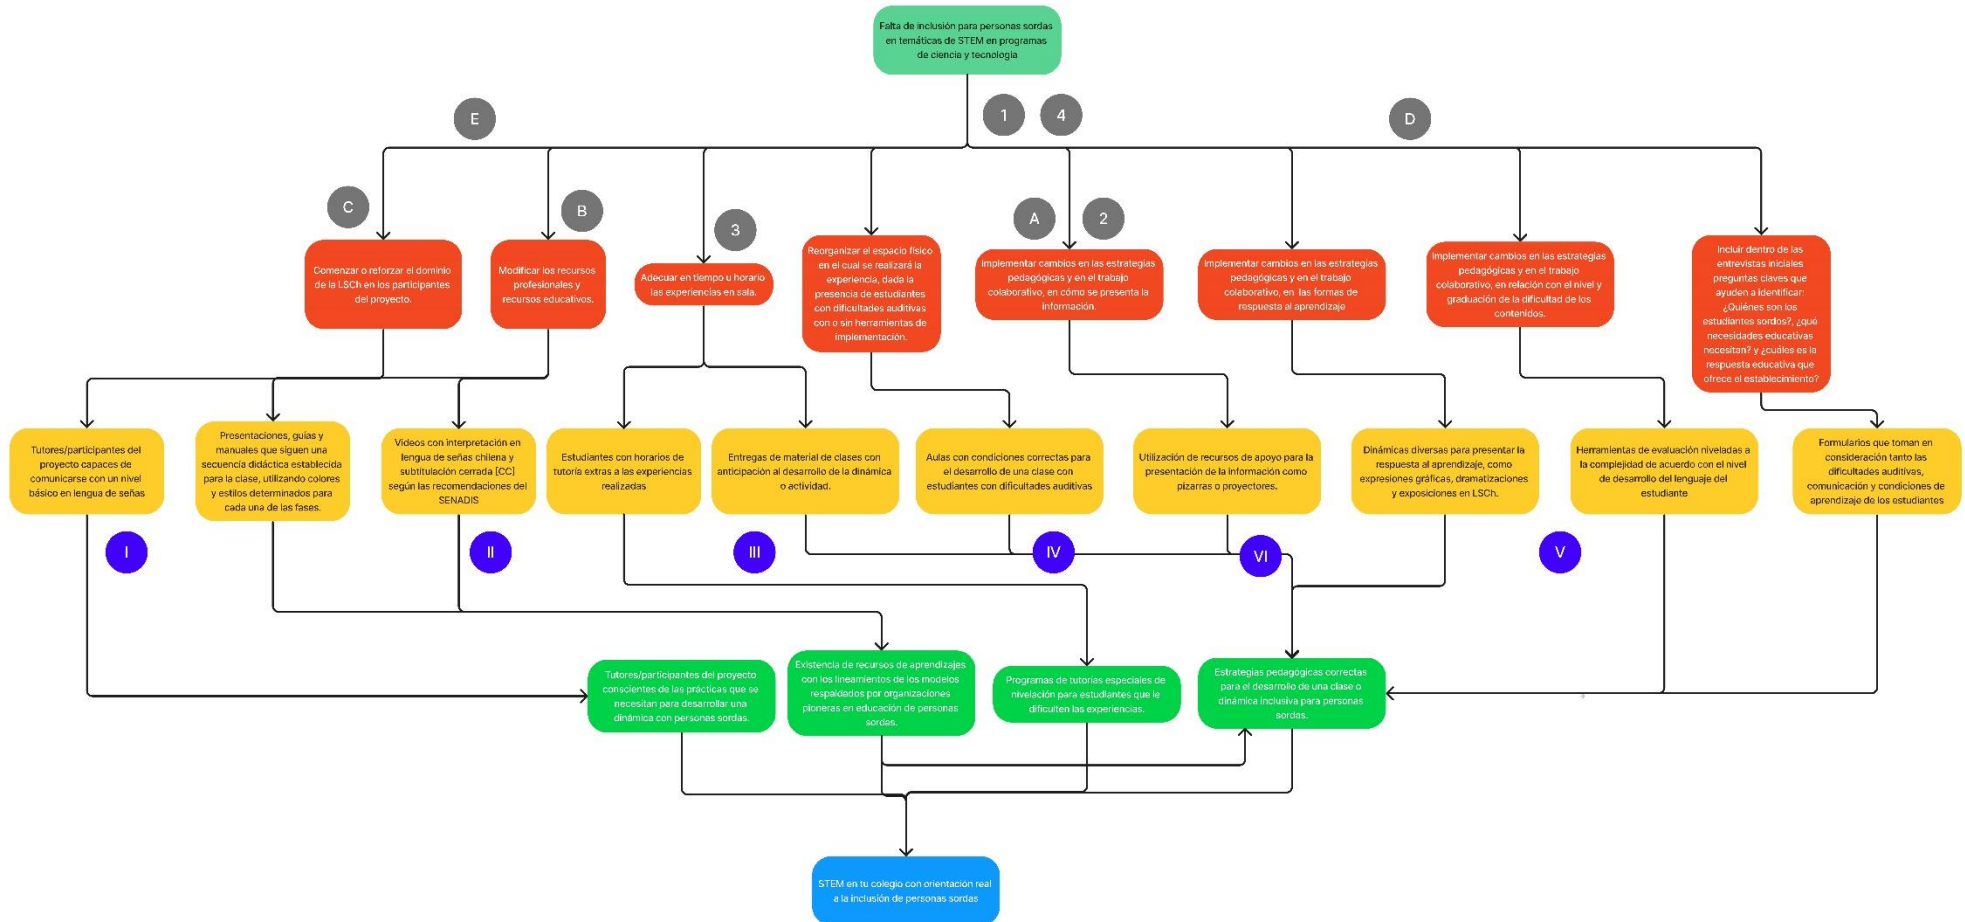 Falta de inclusión para personas sordas
en temáticas de STEM en programas
de ciencia y tecnología
E
1
4
D
C
B
3
A
2
Comenzar o reforzar el dominio
de la LSCh en los participantes
del proyecto.
Modificar los recursos
profesionales y
recursos educativos.
Adecuar en tiempo u horario
las experiencias en sala.
Reorganizar el espacio físico
en el cual se realizará la
experiencia, dada la
presencia de estudiantes
con dificultades auditivas
con o sin herramientas de
implementación.
Implementar cambios en las estrategias
pedagógicas y en el trabajo
colaborativo, en cómo se presenta la
información.
Implementar cambios en las estrategias
pedagógicas y en el trabajo
colaborativo, en las formas de
respuesta al aprendizaje
Implementar cambios en las estrategias
pedagógicas y en el trabajo
colaborativo, en relación con el nivel y
graduación de la dificultad de los
contenidos.
Incluir dentro de las
entrevistas iniciales
preguntas claves que
ayuden a identificar:
¿Quiénes son los
estudiantes sordos?, ¿qué
necesidades educativas
necesitan? y ¿cuáles es la
respuesta educativa que
ofrece el establecimiento?
Tutores/participantes del
proyecto capaces de
comunicarse con un nivel
básico en lengua de señas
Presentaciones, guías y
manuales que siguen una
secuencia didáctica establecida
para la clase, utilizando colores
y estilos determinados para
cada una de las fases.
Videos con interpretación en
lengua de señas chilena y
subtitulación cerrada [CC]
según las recomendaciones del
SENADIS
Estudiantes con horarios de
tutoría extras a las experiencias
realizadas
Entregas de material de clases con
anticipación al desarrollo de la dinámica
o actividad.
Aulas con condiciones correctas para
el desarrollo de una clase con
estudiantes con dificultades auditivas
Utilización de recursos de apoyo para la
presentación de la información como
pizarras o proyectores.
Dinámicas diversas para presentar la
respuesta al aprendizaje, como
expresiones gráficas, dramatizaciones
y exposiciones en LSCh.
Herramientas de evaluación niveladas a
la complejidad de acuerdo con el nivel
de desarrollo del lenguaje del
estudiante
Formularios que toman en
consideración tanto las
dificultades auditivas,
comunicación y condiciones de
aprendizaje de los estudiantes
I
II
III
IV
VI
V
Tutores/participantes del proyecto
conscientes de las prácticas que se
necesitan para desarrollar una
dinámica con personas sordas.
Existencia de recursos de aprendizajes
con los lineamientos de los modelos
respaldados por organizaciones
pioneras en educación de personas
sordas.
Programas de tutorías especiales de
nivelación para estudiantes que le
dificulten las experiencias.
Estrategias pedagógicas correctas
para el desarrollo de una clase o
dinámica inclusiva para personas
sordas.
STEM en tu colegio con orientación real
a la inclusión de personas sordas